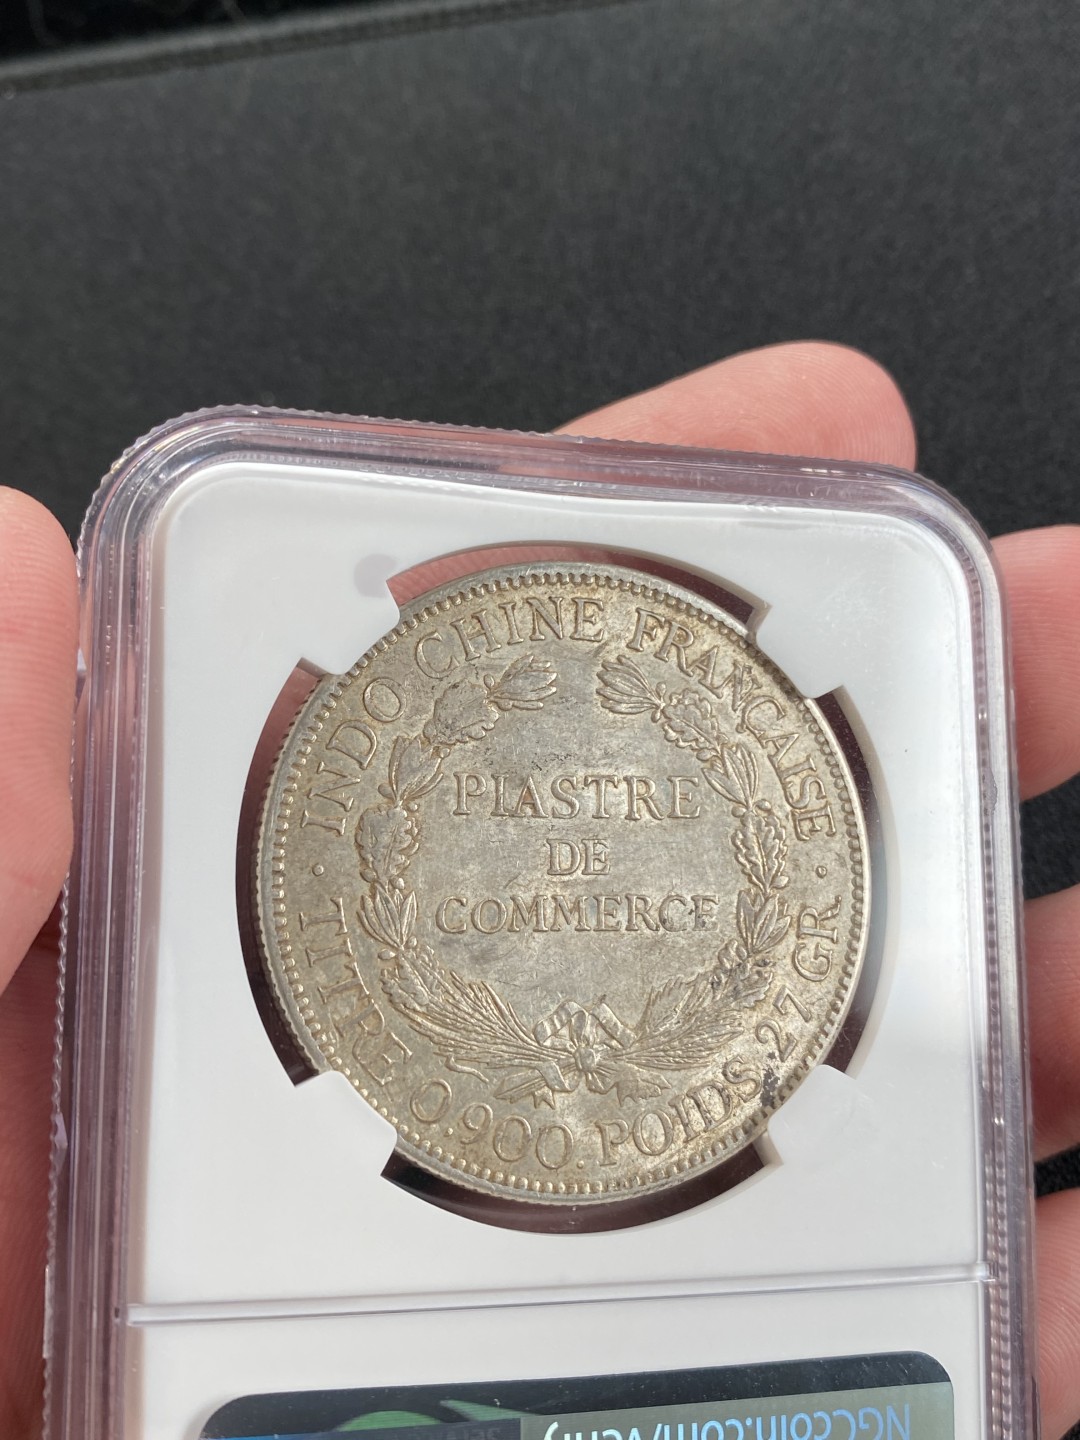 INDO CHINE FRANÇAISE
PIASTRE
DE
COMMERCE
TITRE 0.900. POIDS 27 GR.
NGCcoin.com/verify